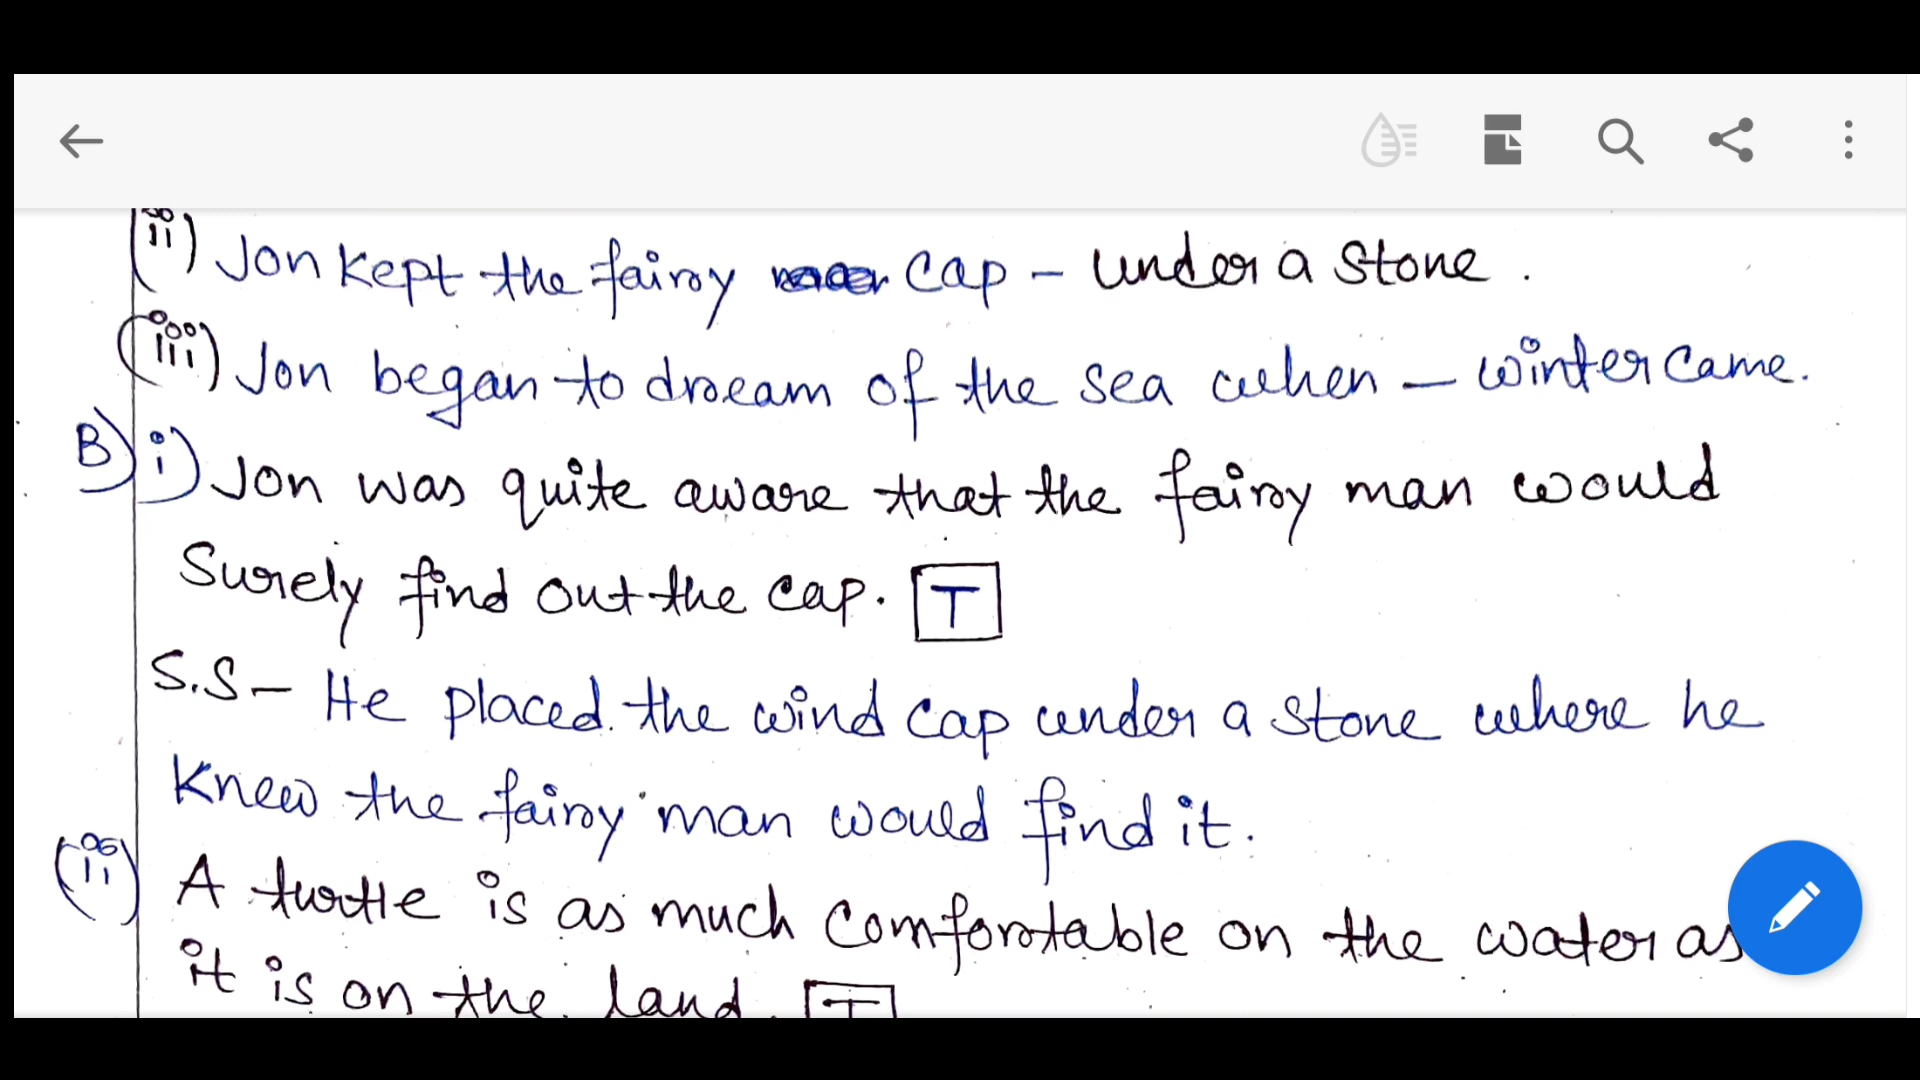 (ii) Jon kept the fairy cap - under a stone.
(iii) Jon began to dream of the sea when - winter came.
B) i) Jon was quite aware that the fairy man would
surely find out the cap. T
S.S - He placed the wind cap under a stone where he
knew the fairy man would find it.
(ii) A turtle is as much comfortable on the water as
it is on the land. T